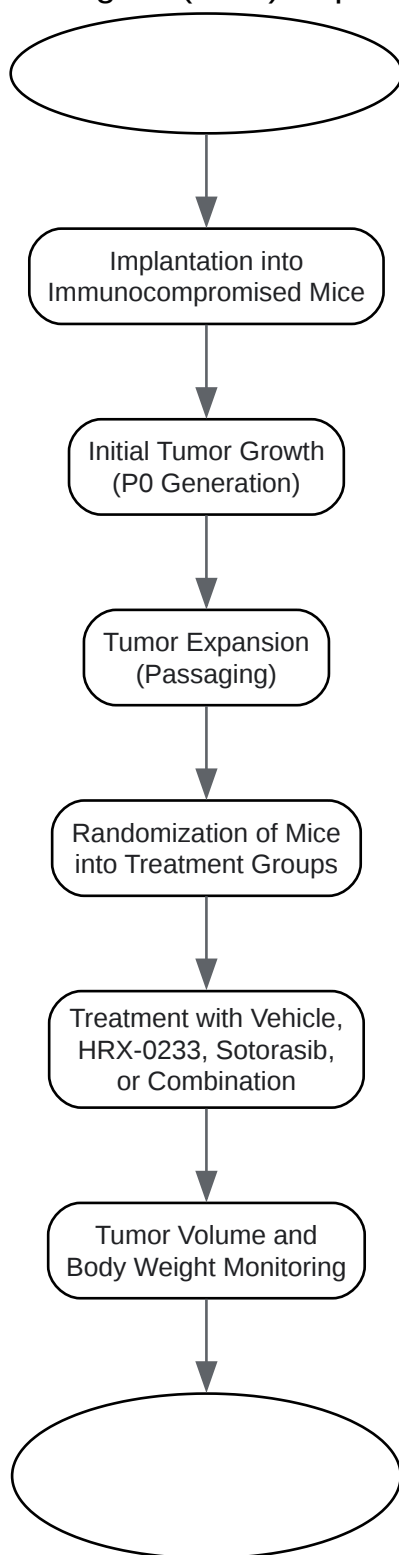 Implantation into
Immunocompromised Mice
Initial Tumor Growth
(P0 Generation)
Tumor Expansion
(Passaging)
Randomization of Mice
into Treatment Groups
Treatment with Vehicle,
HRX-0233, Sotorasib,
or Combination
Tumor Volume and
Body Weight Monitoring